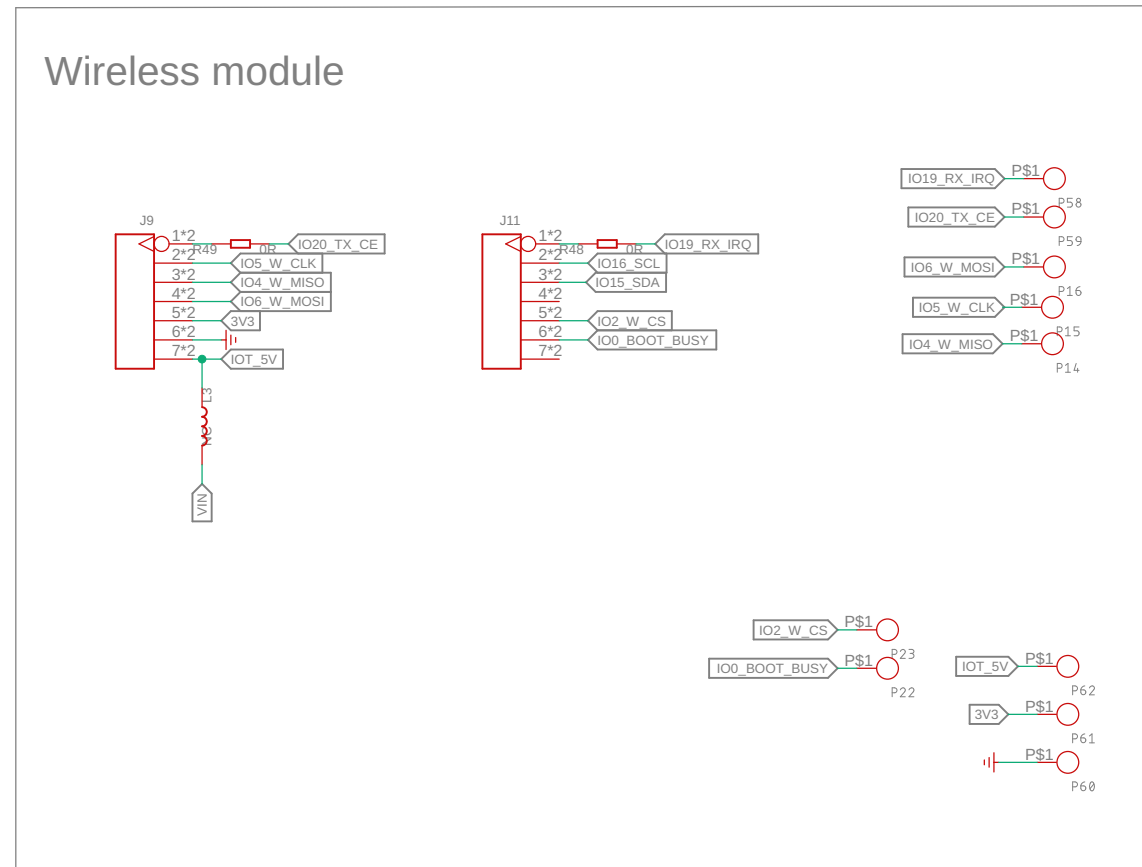 Wireless module
J9
1*2
R49
0R
IO20_TX_CE
2*2
IO5_W_CLK
3*2
IO4_W_MISO
4*2
IO6_W_MOSI
5*2
3V3
6*2
7*2
IOT_5V
L3
NC
VIN
J11
1*2
R48
0R
IO19_RX_IRQ
2*2
IO16_SCL
3*2
IO15_SDA
4*2
5*2
IO2_W_CS
6*2
IO0_BOOT_BUSY
7*2
IO19_RX_IRQ
P$1
P58
IO20_TX_CE
P$1
P59
IO6_W_MOSI
P$1
P16
IO5_W_CLK
P$1
P15
IO4_W_MISO
P$1
P14
IO2_W_CS
P$1
P23
IO0_BOOT_BUSY
P$1
P22
IOT_5V
P$1
P62
3V3
P$1
P61
P$1
P60